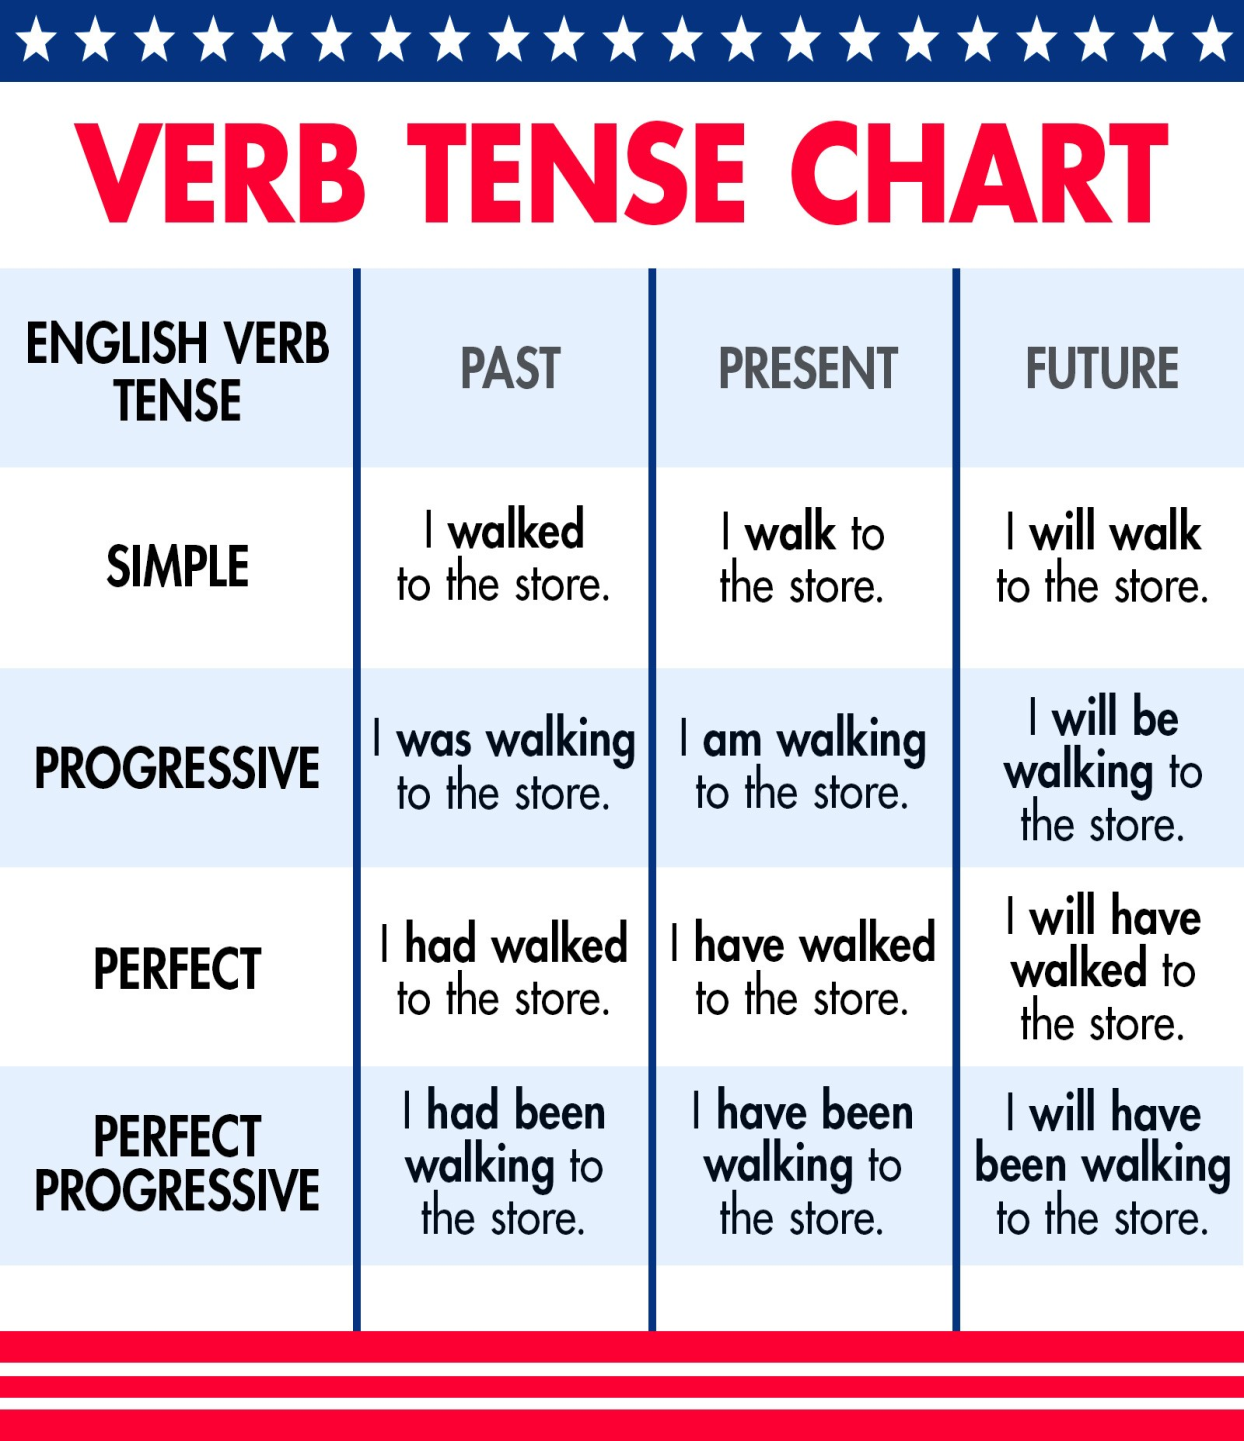 VERB TENSE CHART
ENGLISH VERB
TENSE
PAST
PRESENT
FUTURE
SIMPLE
I walked
to the store.
I walk to
the store.
I will walk
to the store.
PROGRESSIVE
I was walking
to the store.
I am walking
to the store.
I will be
walking to
the store.
PERFECT
I had walked
to the store.
I have walked
to the store.
I will have
walked to
the store.
PERFECT
PROGRESSIVE
I had been
walking to
the store.
I have been
walking to
the store.
I will have
been walking
to the store.